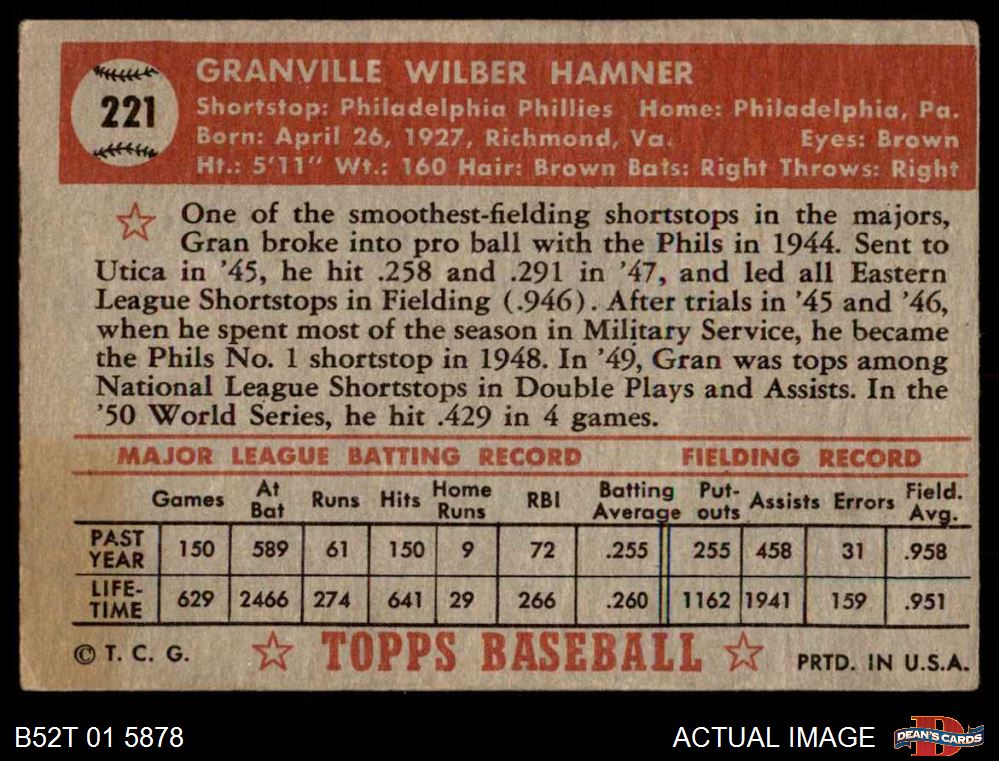 221
GRANVILLE WILBER HAMNER
Shortstop: Philadelphia Phillies Home: Philadelphia, Pa.
Born: April 26, 1927, Richmond, Va. Eyes: Brown
Ht.: 5'11" Wt.: 160 Hair: Brown Bats: Right Throws: Right
One of the smoothest-fielding shortstops in the majors,
Gran broke into pro ball with the Phils in 1944. Sent to
Utica in '45, he hit .258 and .291 in '47, and led all Eastern
League Shortstops in Fielding (.946). After trials in '45 and '46,
when he spent most of the season in Military Service, he became
the Phils No. 1 shortstop in 1948. In '49, Gran was tops among
National League Shortstops in Double Plays and Assists. In the
'50 World Series, he hit .429 in 4 games.
MAJOR LEAGUE BATTING RECORD FIELDING RECORD
Games At Bat Runs Hits Home Runs RBI Batting Average Put-outs Assists Errors Field. Avg.
PAST YEAR 150 589 61 150 9 72 .255 255 458 31 .958
LIFE-TIME 629 2466 274 641 29 266 .260 1162 1941 159 .951
© T. C. G. TOPPS BASEBALL PRTD. IN U.S.A.
B52T 01 5878 ACTUAL IMAGE DEAN'S CARDS